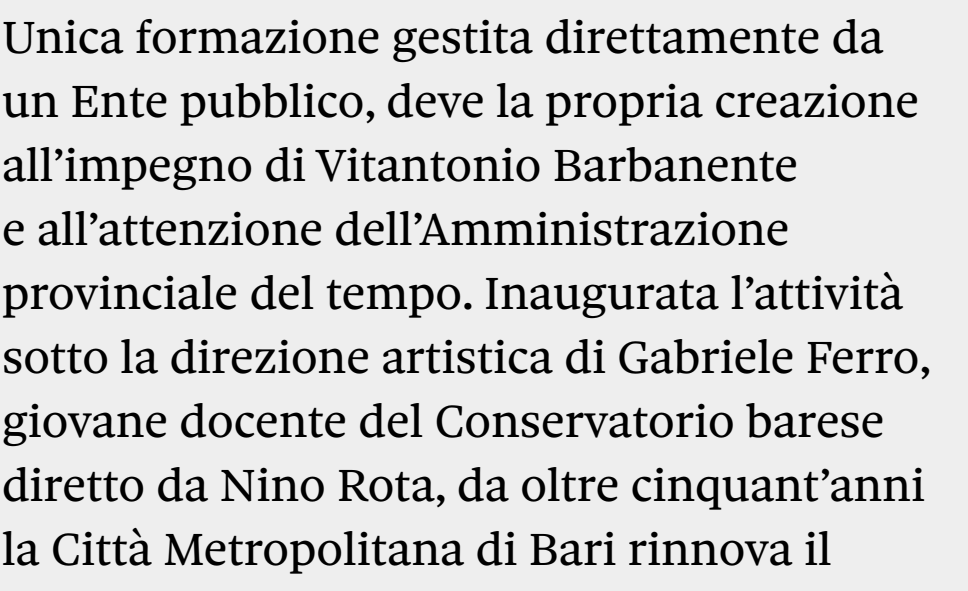 Unica formazione gestita direttamente da
un Ente pubblico, deve la propria creazione
all’impegno di Vitantonio Barbanente
e all’attenzione dell’Amministrazione
provinciale del tempo. Inaugurata l’attività
sotto la direzione artistica di Gabriele Ferro,
giovane docente del Conservatorio barese
diretto da Nino Rota, da oltre cinquant’anni
la Città Metropolitana di Bari rinnova il